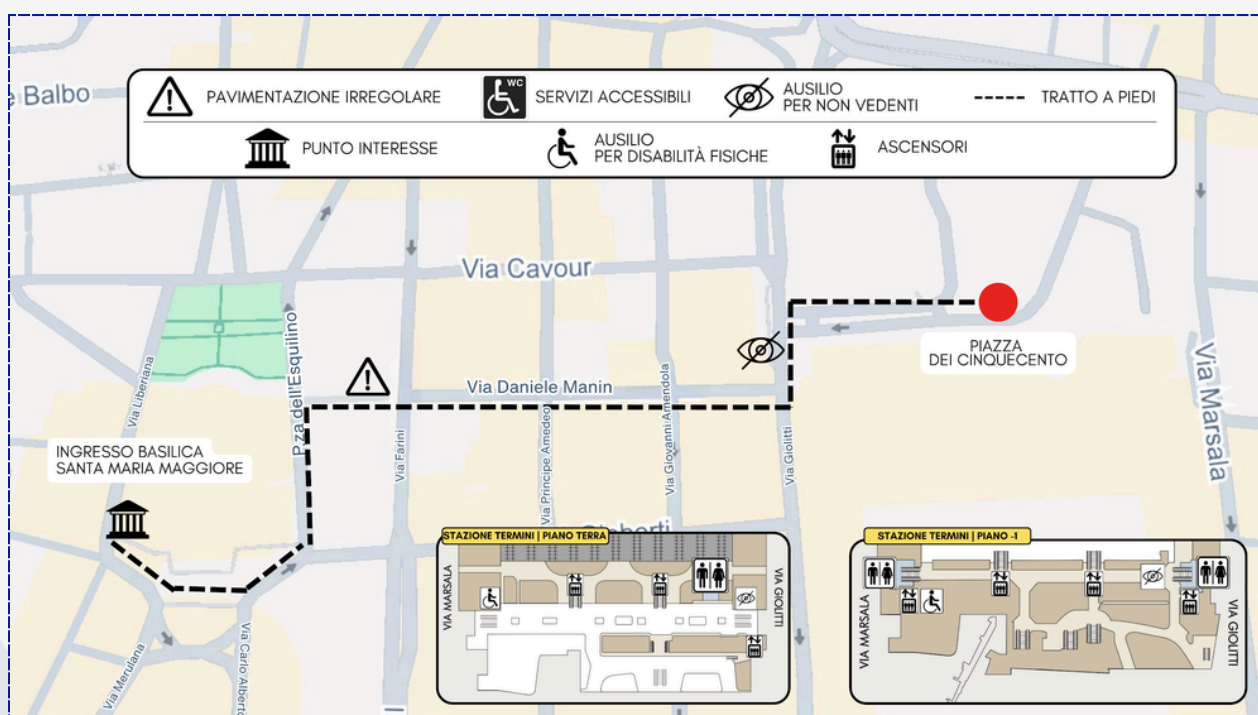 e Balbo
PAVIMENTAZIONE IRREGOLARE
WC
SERVIZI ACCESSIBILI
AUSILIO
PER NON VEDENTI
TRATTO A PIEDI
PUNTO INTERESSE
AUSILIO
PER DISABILITÀ FISICHE
ASCENSORI
Via Cavour
PIAZZA
DEI CINQUECENTO
Via Marsala
P.za dell'Esquilino
Via Liberiana
Via Daniele Manin
Via Farini
Via Principe Amedeo
Via Giovanni Amendola
Via Giolitti
INGRESSO BASILICA
SANTA MARIA MAGGIORE
Via Merulana
Via Carlo Alberto
STAZIONE TERMINI | PIANO TERRA
VIA MARSALA
VIA GIOLITTI
STAZIONE TERMINI | PIANO -1
VIA MARSALA
VIA GIOLITTI